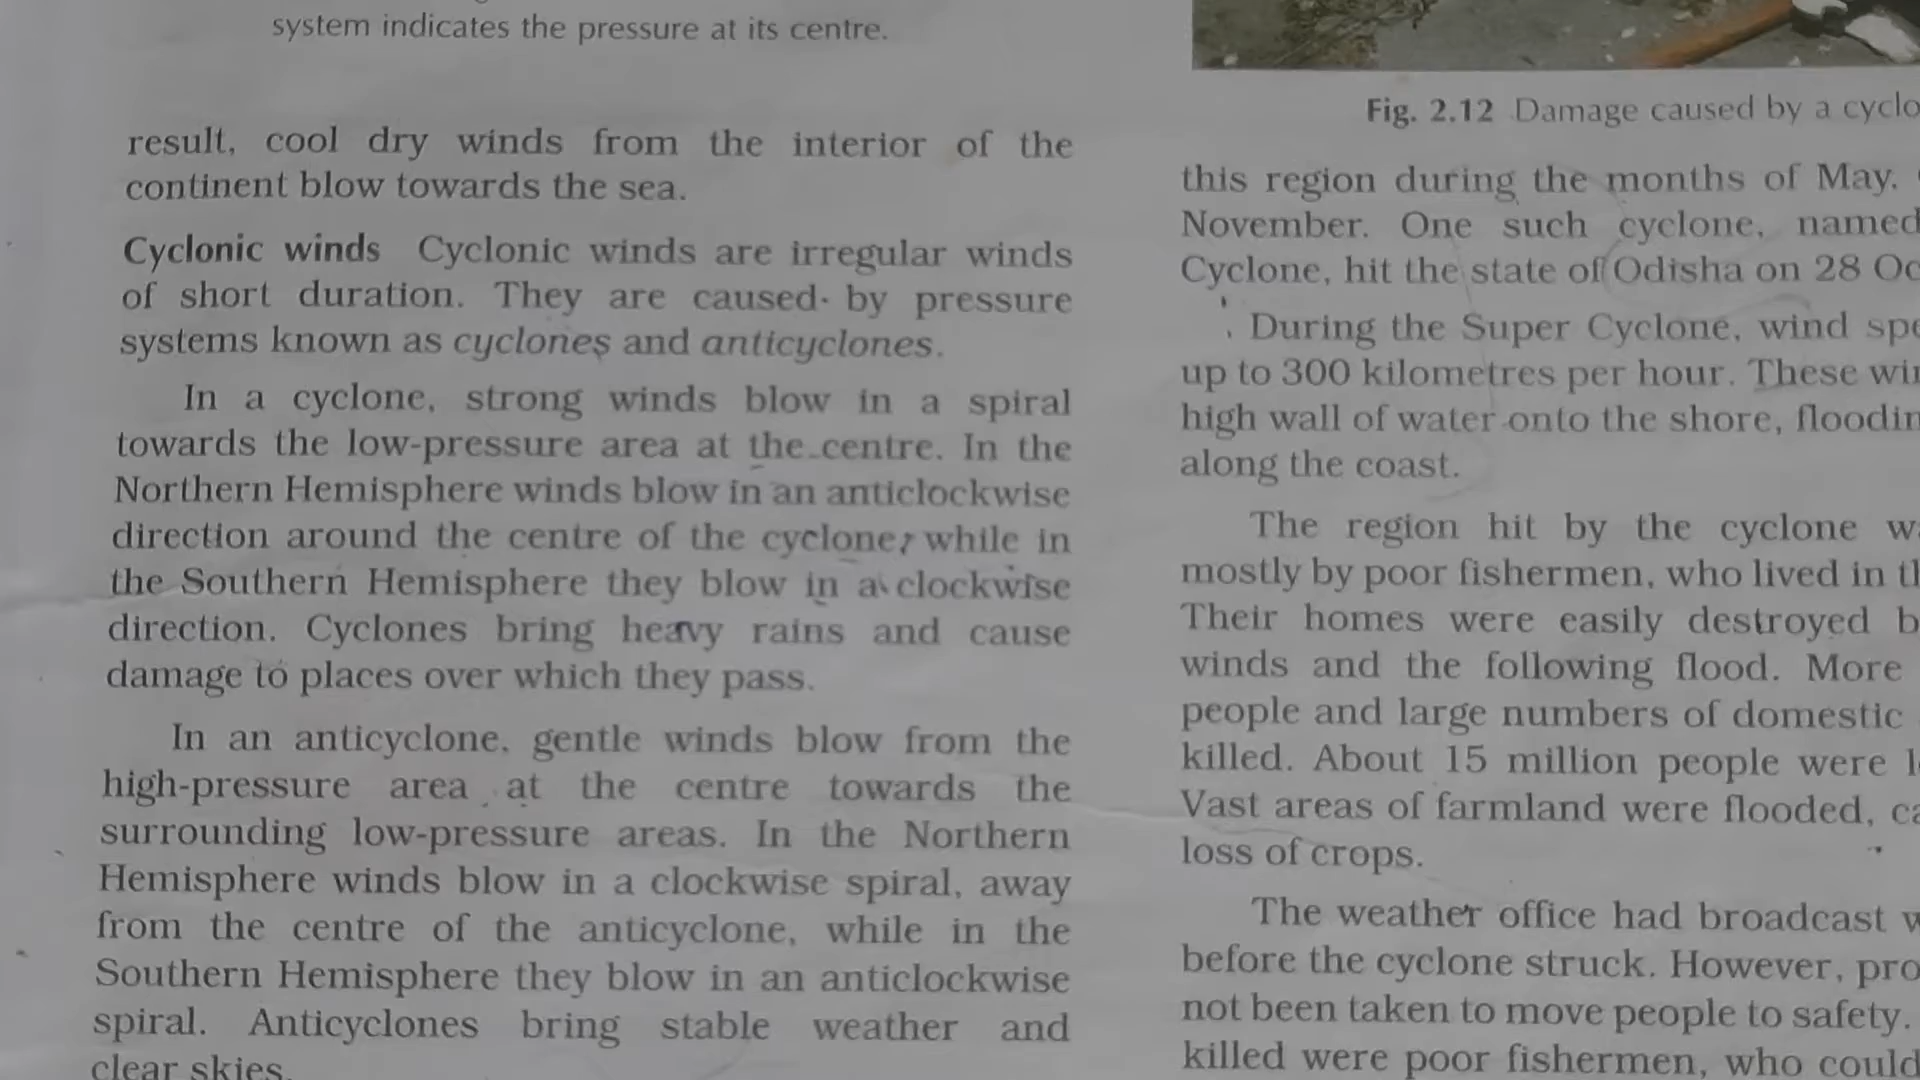 system indicates the pressure at its centre.
result, cool dry winds from the interior of the
continent blow towards the sea.
Cyclonic winds Cyclonic winds are irregular winds
of short duration. They are caused by pressure
systems known as cyclones and anticyclones.
In a cyclone, strong winds blow in a spiral
towards the low-pressure area at the centre. In the
Northern Hemisphere winds blow in an anticlockwise
direction around the centre of the cyclone, while in
the Southern Hemisphere they blow in a clockwise
direction. Cyclones bring heavy rains and cause
damage to places over which they pass.
In an anticyclone, gentle winds blow from the
high-pressure area at the centre towards the
surrounding low-pressure areas. In the Northern
Hemisphere winds blow in a clockwise spiral, away
from the centre of the anticyclone, while in the
Southern Hemisphere they blow in an anticlockwise
spiral. Anticyclones bring stable weather and
clear skies.
Fig. 2.12 Damage caused by a
this region during the months of May.
November. One such cyclone, named
Cyclone, hit the state of Odisha on 28
During the Super Cyclone, wind
up to 300 kilometres per hour. These
high wall of water onto the shore,
along the coast.
The region hit by the cyclone
mostly by poor fishermen, who lived in
Their homes were easily destroyed
winds and the following flood. More
people and large numbers of domestic
killed. About 15 million people were
Vast areas of farmland were flooded,
loss of crops.
The weather office had broadcast
before the cyclone struck. However,
not been taken to move people to safety.
killed were poor fishermen, who could